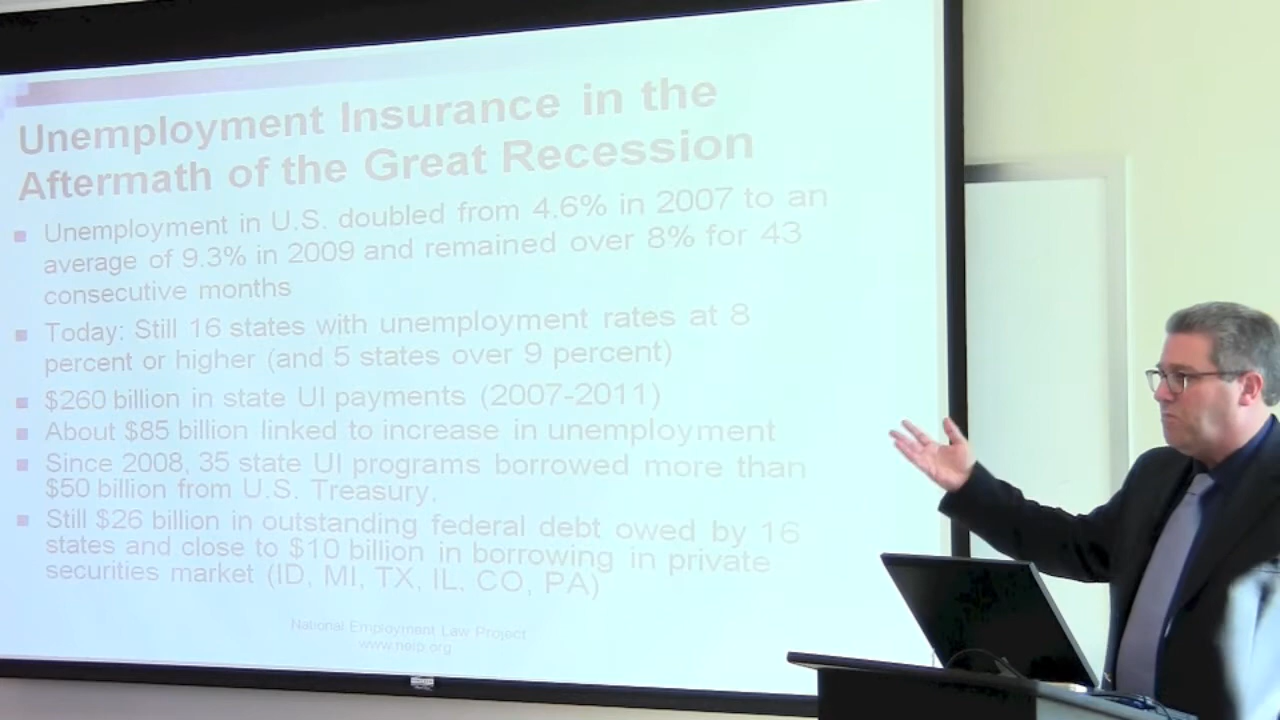 Unemployment Insurance in the
Aftermath of the Great Recession
Unemployment in U.S. doubled from 4.6% in 2007 to an
average of 9.3% in 2009 and remained over 8% for 43
consecutive months
Today: Still 16 states with unemployment rates at 8
percent or higher (and 5 states over 9 percent)
$260 billion in state UI payments (2007-2011)
About $85 billion linked to increase in unemployment
Since 2008, 35 state UI programs borrowed more than
$50 billion from U.S. Treasury.
Still $26 billion in outstanding federal debt owed by 16
states and close to $10 billion in borrowing in private
securities market (ID, MI, TX, IL, CO, PA)
National Employment Law Project
www.nelp.org